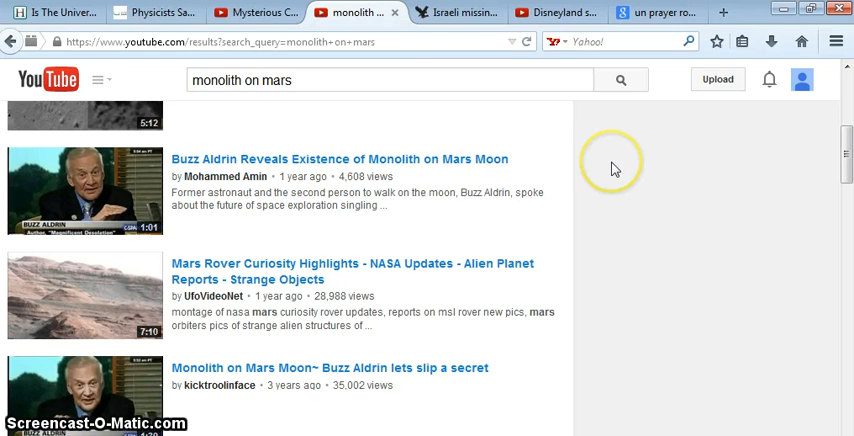 Is The Univer...
Physicists Sa...
Mysterious C...
monolith ...
Israeli missin...
Disneyland s...
un prayer ro...
https://www.youtube.com/results?search_query=monolith+on+mars
Yahoo!
YouTube
monolith on mars
Upload
5:12
Buzz Aldrin Reveals Existence of Monolith on Mars Moon
by Mohammed Amin • 1 year ago • 4,608 views
Former astronaut and the second person to walk on the moon, Buzz Aldrin, spoke
about the future of space exploration singling ...
BUZZ ALDRIN
Author, "Magnificent Desolation"
1:01
Mars Rover Curiosity Highlights - NASA Updates - Alien Planet
Reports - Strange Objects
by UfoVideoNet • 1 year ago • 28,988 views
montage of nasa mars curiosity rover updates, reports on msl rover new pics, mars
orbiters pics of strange alien structures of ...
7:10
Monolith on Mars Moon~ Buzz Aldrin lets slip a secret
by kicktroolinface • 3 years ago • 35,002 views
Screencast-O-Matic.com